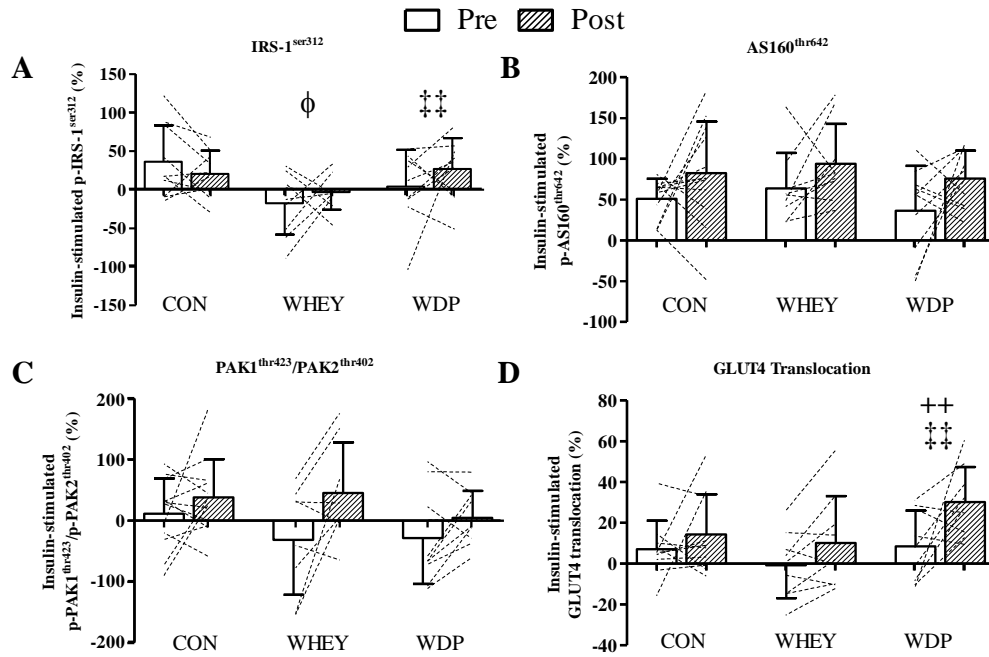 Pre Post
A
IRS-1ser312
Insulin-stimulated p-IRS-1ser312 (%)
150
100
50
0
-50
-100
-150
ϕ
‡‡
CON WHEY WDP
B
AS160thr642
Insulin-stimulated
p-AS160thr642 (%)
200
150
100
50
0
-50
-100
CON WHEY WDP
C
PAK1thr423/PAK2thr402
Insulin-stimulated
p-PAK1thr423/p-PAK2thr402 (%)
200
100
0
-100
-200
CON WHEY WDP
D
GLUT4 Translocation
Insulin-stimulated
GLUT4 translocation (%)
80
60
40
20
0
-20
-40
++
‡‡
CON WHEY WDP